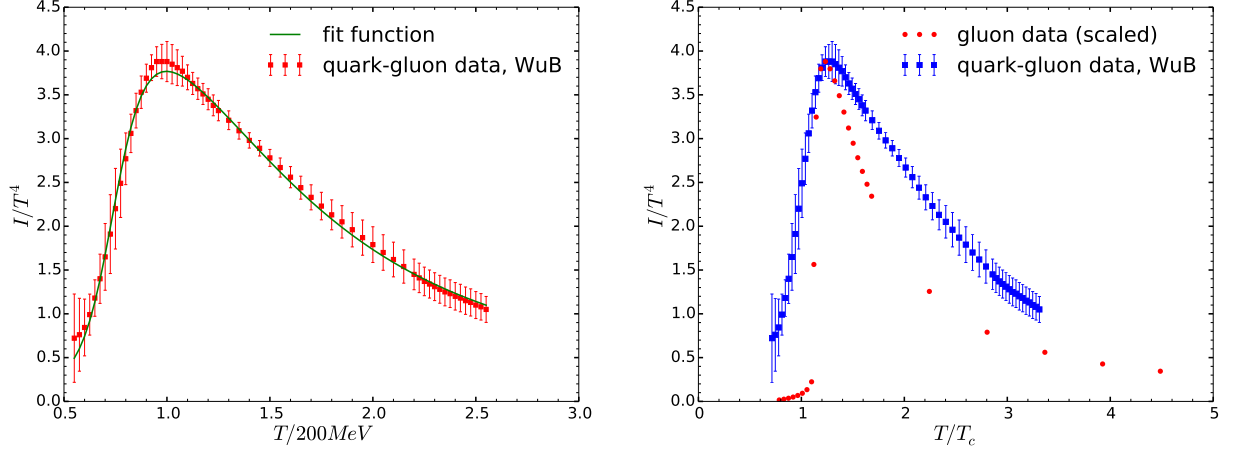 4.5
4.0
3.5
3.0
2.5
2.0
1.5
1.0
0.5
0.0
I/T^4
fit function
quark-gluon data, WuB
0.5 1.0 1.5 2.0 2.5 3.0
T/200MeV
4.5
4.0
3.5
3.0
2.5
2.0
1.5
1.0
0.5
0.0
I/T^4
gluon data (scaled)
quark-gluon data, WuB
0 1 2 3 4 5
T/T_c